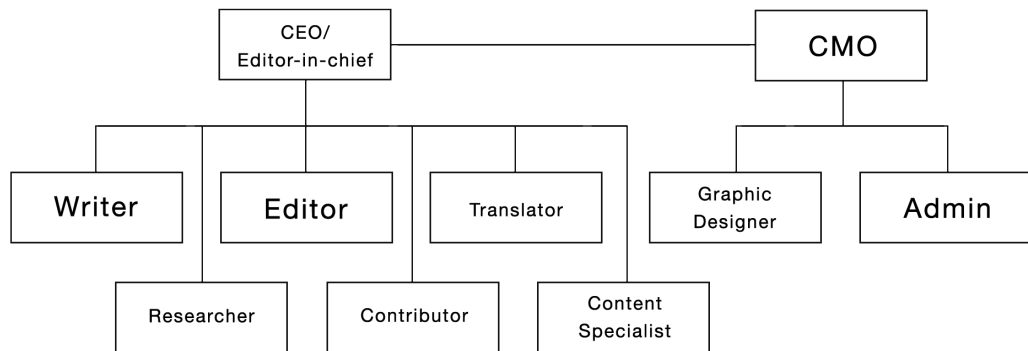 CEO/
Editor-in-chief
CMO
Writer
Editor
Translator
Graphic
Designer
Admin
Researcher
Contributor
Content
Specialist